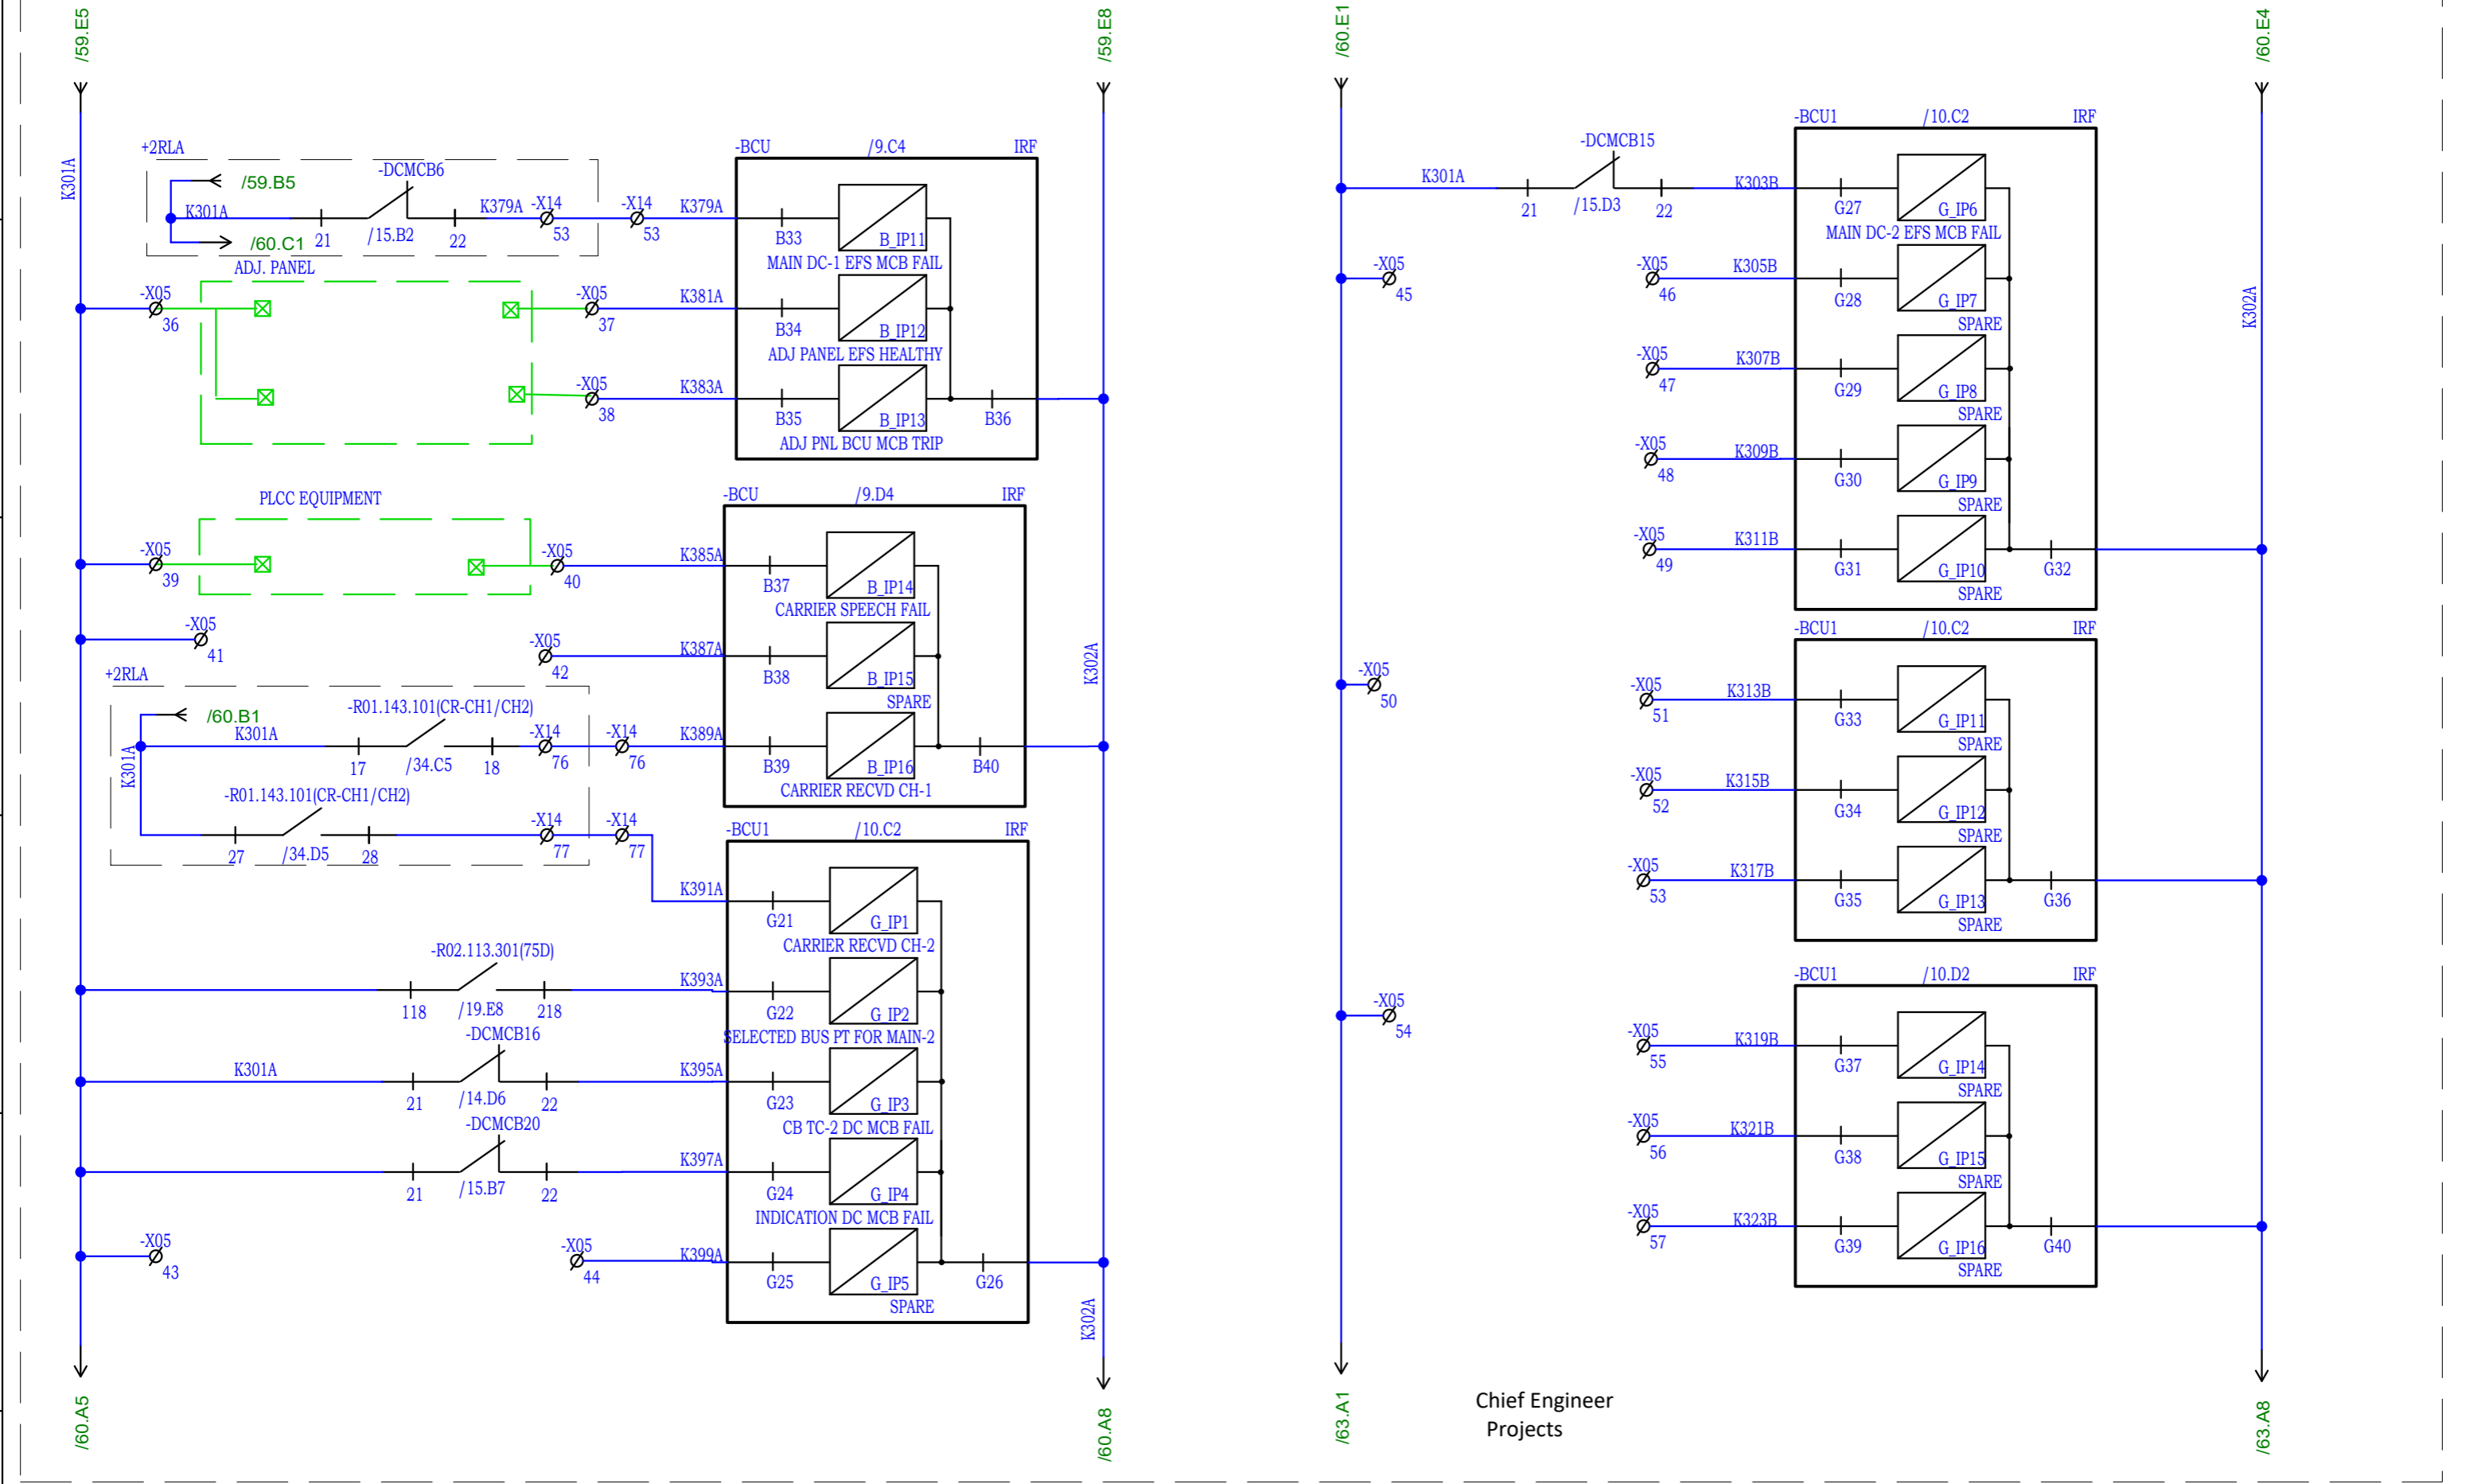 /59.E5
/59.E8
/60.E1
/60.E4
K301A
+2RLA
/59.B5
-DCMCB6
K301A
21
/15.B2
22
K379A
-X14
53
-X14
53
K379A
/60.C1
-BCU
/9.C4
IRF
B33
B_IP11
MAIN DC-1 EFS MCB FAIL
ADJ. PANEL
-X05
36
-X05
37
K381A
B34
B_IP12
ADJ PANEL EFS HEALTHY
-X05
38
K383A
B35
B_IP13
B36
ADJ PNL BCU MCB TRIP
PLCC EQUIPMENT
-BCU
/9.D4
IRF
-X05
39
-X05
40
K385A
B37
B_IP14
CARRIER SPEECH FAIL
-X05
41
-X05
42
K387A
B38
B_IP15
SPARE
K302A
+2RLA
/60.B1
K301A
K301A
-R01.143.101(CR-CH1/CH2)
17
/34.C5
18
-X14
76
-X14
76
K389A
B39
B_IP16
B40
CARRIER RECVD CH-1
-R01.143.101(CR-CH1/CH2)
27
/34.D5
28
-X14
77
-X14
77
-BCU1
/10.C2
IRF
K391A
G21
G_IP1
CARRIER RECVD CH-2
-R02.113.301(75D)
118
/19.E8
218
K393A
G22
G_IP2
SELECTED BUS PT FOR MAIN-2
-DCMCB16
K301A
21
/14.D6
22
K395A
G23
G_IP3
CB TC-2 DC MCB FAIL
-DCMCB20
21
/15.B7
22
K397A
G24
G_IP4
INDICATION DC MCB FAIL
-X05
43
-X05
44
K399A
G25
G_IP5
G26
SPARE
K302A
/60.A5
/60.A8
-BCU1
/10.C2
IRF
-DCMCB15
K301A
21
/15.D3
22
K303B
G27
G_IP6
MAIN DC-2 EFS MCB FAIL
-X05
45
-X05
46
K305B
G28
G_IP7
SPARE
K302A
-X05
47
K307B
G29
G_IP8
SPARE
-X05
48
K309B
G30
G_IP9
SPARE
-X05
49
K311B
G31
G_IP10
G32
SPARE
-BCU1
/10.C2
IRF
-X05
50
-X05
51
K313B
G33
G_IP11
SPARE
-X05
52
K315B
G34
G_IP12
SPARE
-X05
53
K317B
G35
G_IP13
G36
SPARE
-BCU1
/10.D2
IRF
-X05
54
-X05
55
K319B
G37
G_IP14
SPARE
-X05
56
K321B
G38
G_IP15
SPARE
-X05
57
K323B
G39
G_IP16
G40
SPARE
/63.A1
Chief Engineer
Projects
/63.A8